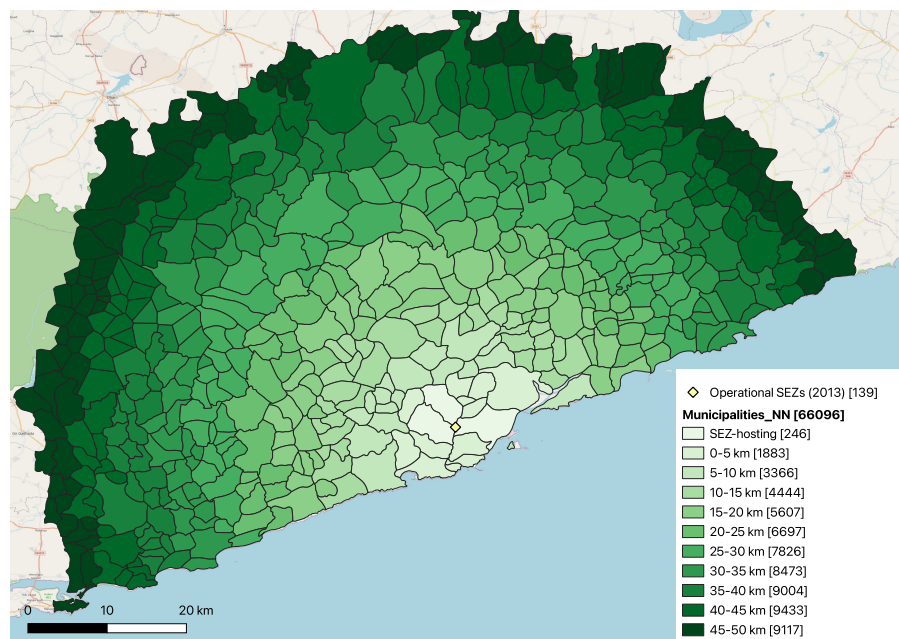 Operational SEZs (2013) [139]
Municipalities_NN [66096]
SEZ-hosting [246]
0-5 km [1883]
5-10 km [3366]
10-15 km [4444]
15-20 km [5607]
20-25 km [6697]
25-30 km [7826]
30-35 km [8473]
35-40 km [9004]
40-45 km [9433]
45-50 km [9117]
0 10 20 km